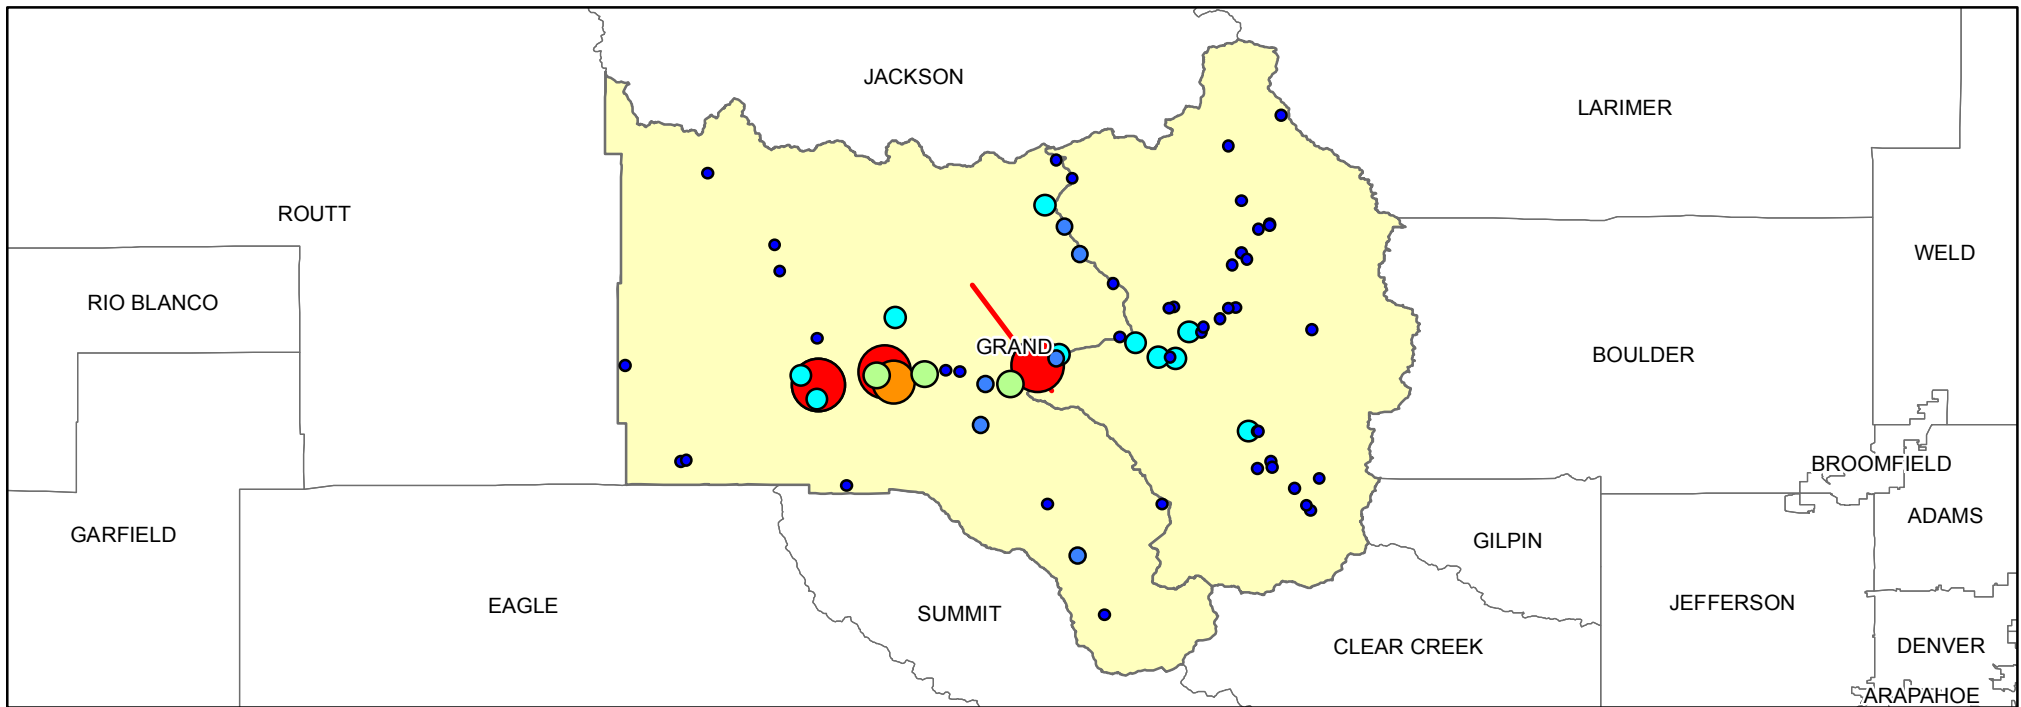 JACKSON
LARIMER
ROUTT
WELD
RIO BLANCO
GRAND
BOULDER
BROOMFIELD
ADAMS
GARFIELD
GILPIN
EAGLE
SUMMIT
JEFFERSON
CLEAR CREEK
DENVER
ARAPAHOE